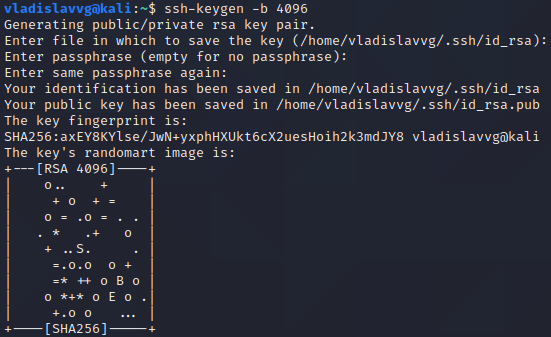 vladislavvg@kali:~$ ssh-keygen -b 4096
Generating public/private rsa key pair.
Enter file in which to save the key (/home/vladislavvg/.ssh/id_rsa):
Enter passphrase (empty for no passphrase):
Enter same passphrase again:
Your identification has been saved in /home/vladislavvg/.ssh/id_rsa
Your public key has been saved in /home/vladislavvg/.ssh/id_rsa.pub
The key fingerprint is:
SHA256:axEY8KYlse/JwN+yxphHXUkt6cX2uesHoih2k3mdJY8 vladislavvg@kali
The key's randomart image is:
+---[RSA 4096]----+
|    o..    +     |
|     + o  + =    |
|    o = .o = . . |
|   . *   .+   o  |
|    + ..S.     . |
|     =.o.o  o +  |
|     =* ++ o B o |
|    o *+* o E o .|
|     +.o o   ... |
+----[SHA256]-----+